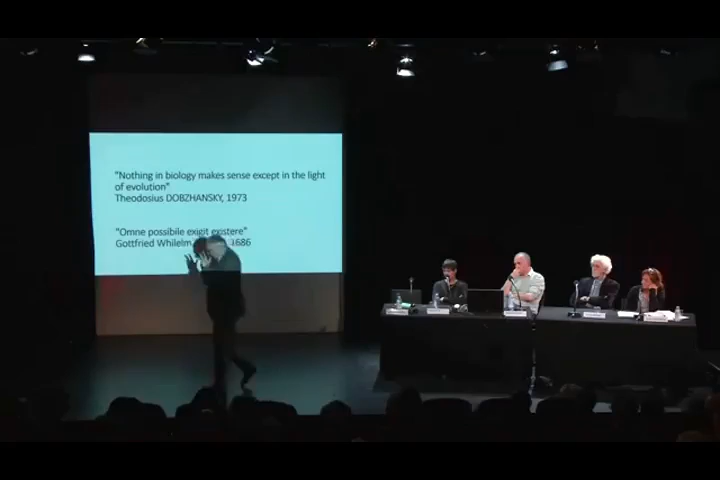 "Nothing in biology makes sense except in the light
of evolution"
Theodosius DOBZHANSKY, 1973
"Omne possibile exigit existere"
Gottfried Whilelm 1686